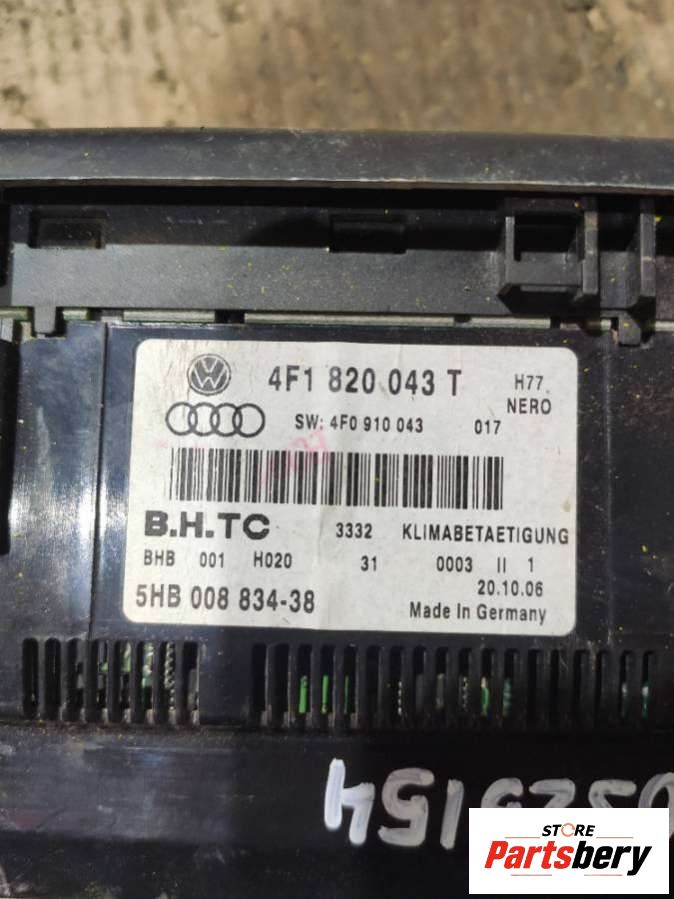 4F1 820 043 T H77
NERO
SW: 4F0 910 043 017
B.H.TC 3332 KLIMABETAETIGUNG
BHB 001 H020 31 0003 II 1
20.10.06
5HB 008 834-38 Made In Germany
STORE
Partsbery